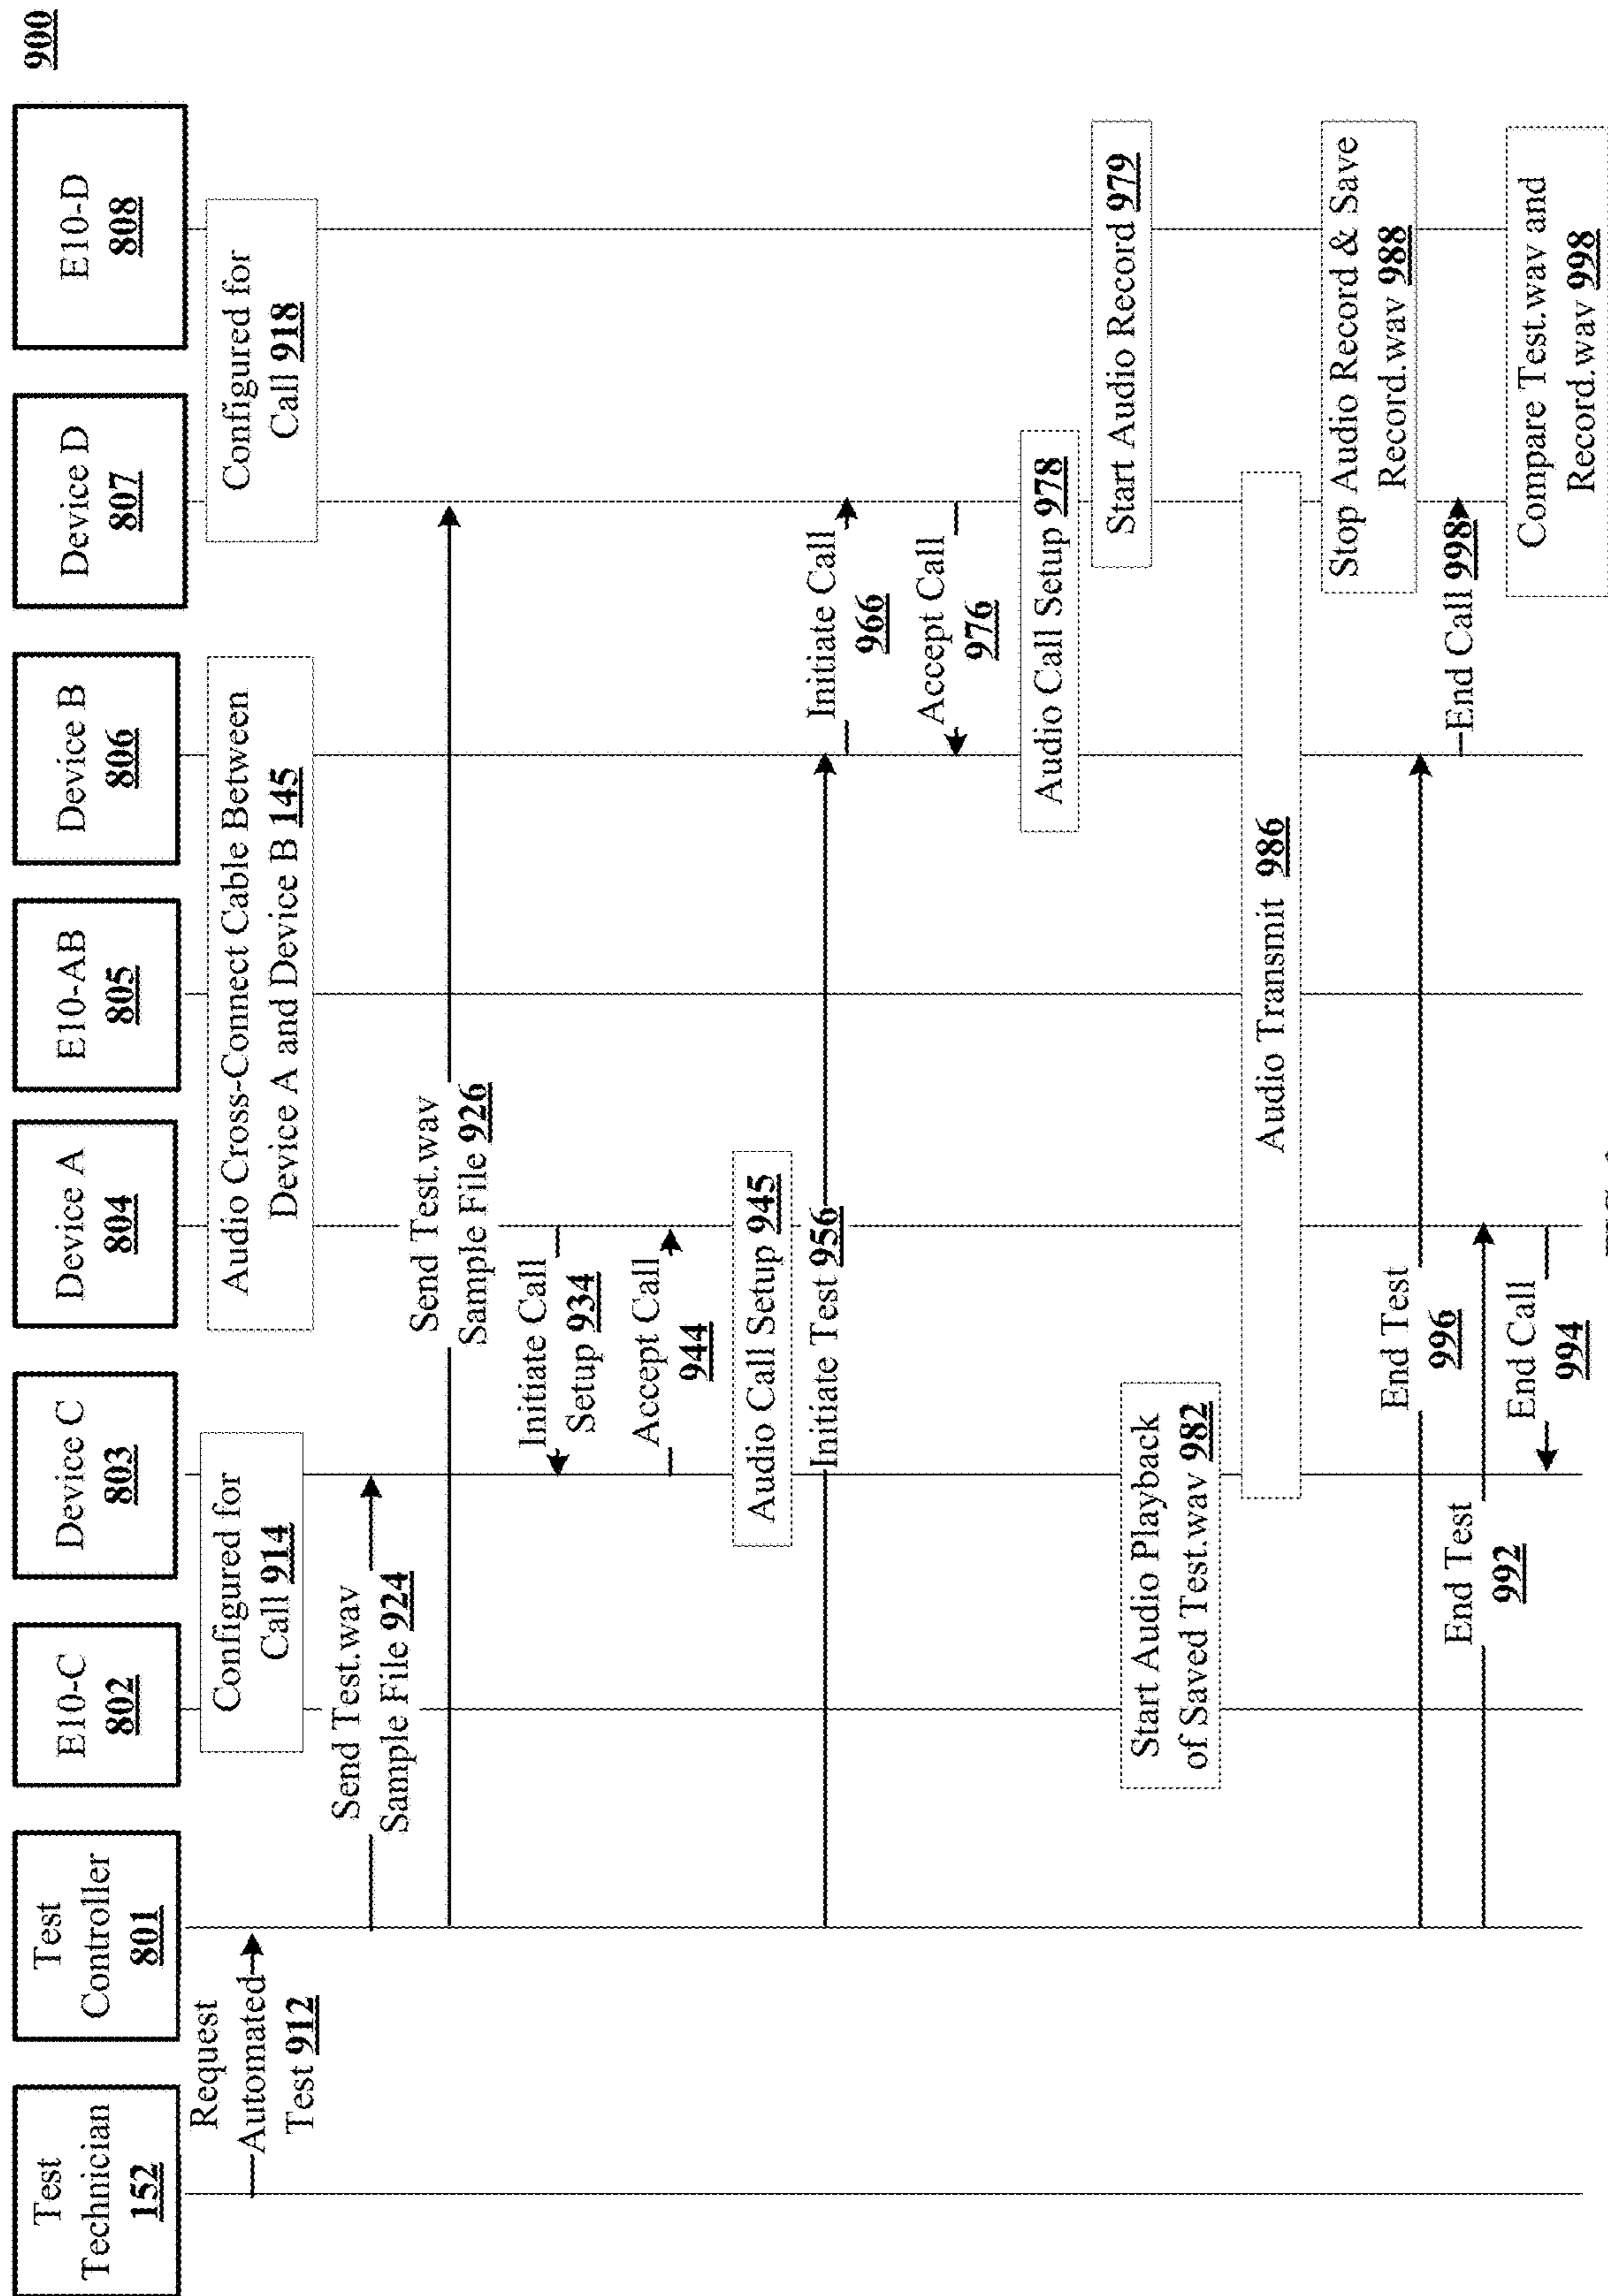 900
Test
Technician
152
Test
Controller
801
E10-C
802
Device C
803
Device A
804
E10-AB
805
Device B
806
Device D
807
E10-D
808
Request
Automated
Test 912
Configured for
Call 914
Audio Cross-Connect Cable Between
Device A and Device B 145
Configured for
Call 918
Send Test.wav
Sample File 924
Send Test.wav
Sample File 926
Initiate Call
Setup 934
Accept Call
944
Audio Call Setup 945
Initiate Test 956
Initiate Call
966
Accept Call
976
Audio Call Setup 978
Start Audio Record 979
Start Audio Playback
of Saved Test.wav 982
Audio Transmit 986
Stop Audio Record & Save
Record.wav 988
End Test
996
End Call 998
End Test
992
End Call
994
Compare Test.wav and
Record.wav 998